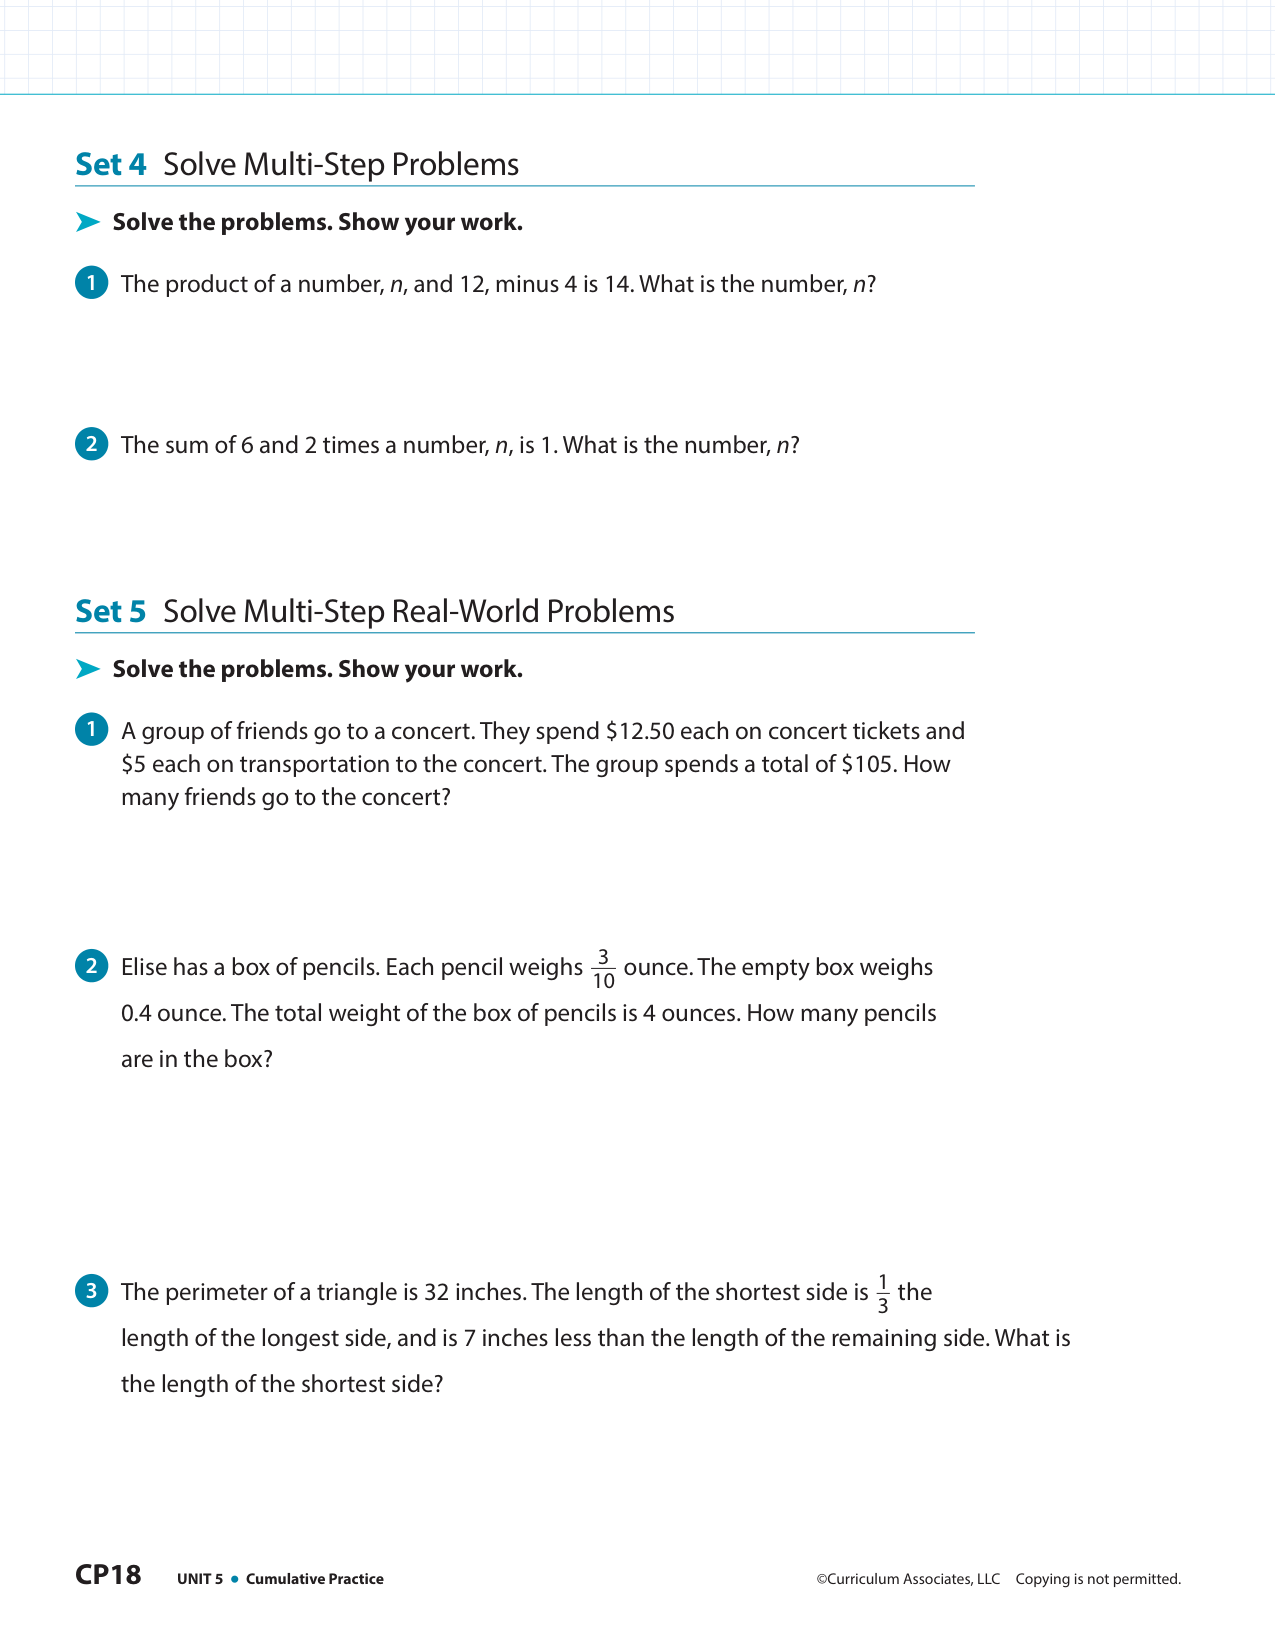 Set 4 Solve Multi-Step Problems
➤ Solve the problems. Show your work.
1 The product of a number, n, and 12, minus 4 is 14. What is the number, n?
2 The sum of 6 and 2 times a number, n, is 1. What is the number, n?
Set 5 Solve Multi-Step Real-World Problems
➤ Solve the problems. Show your work.
1 A group of friends go to a concert. They spend $12.50 each on concert tickets and
$5 each on transportation to the concert. The group spends a total of $105. How
many friends go to the concert?
2 Elise has a box of pencils. Each pencil weighs 3/10 ounce. The empty box weighs
0.4 ounce. The total weight of the box of pencils is 4 ounces. How many pencils
are in the box?
3 The perimeter of a triangle is 32 inches. The length of the shortest side is 1/3 the
length of the longest side, and is 7 inches less than the length of the remaining side. What is
the length of the shortest side?
CP18 UNIT 5 • Cumulative Practice ©Curriculum Associates, LLC Copying is not permitted.